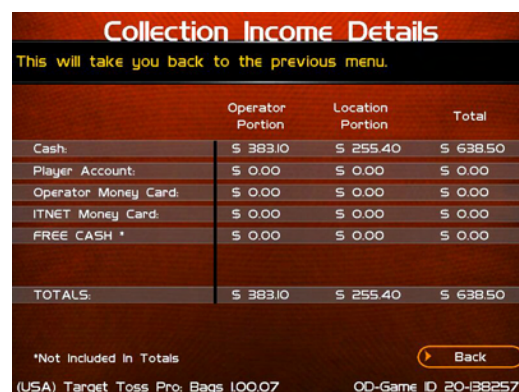 Collection Income Details
This will take you back to the previous menu.
Operator Portion Location Portion Total
Cash: $ 383.10 $ 255.40 $ 638.50
Player Account: $ 0.00 $ 0.00 $ 0.00
Operator Money Card: $ 0.00 $ 0.00 $ 0.00
ITNET Money Card: $ 0.00 $ 0.00 $ 0.00
FREE CASH * $ 0.00 $ 0.00 $ 0.00
TOTALS: $ 383.10 $ 255.40 $ 638.50
*Not Included In Totals
Back
(USA) Target Toss Pro: Bags 1.00.07 OD-Game ID 20-138257